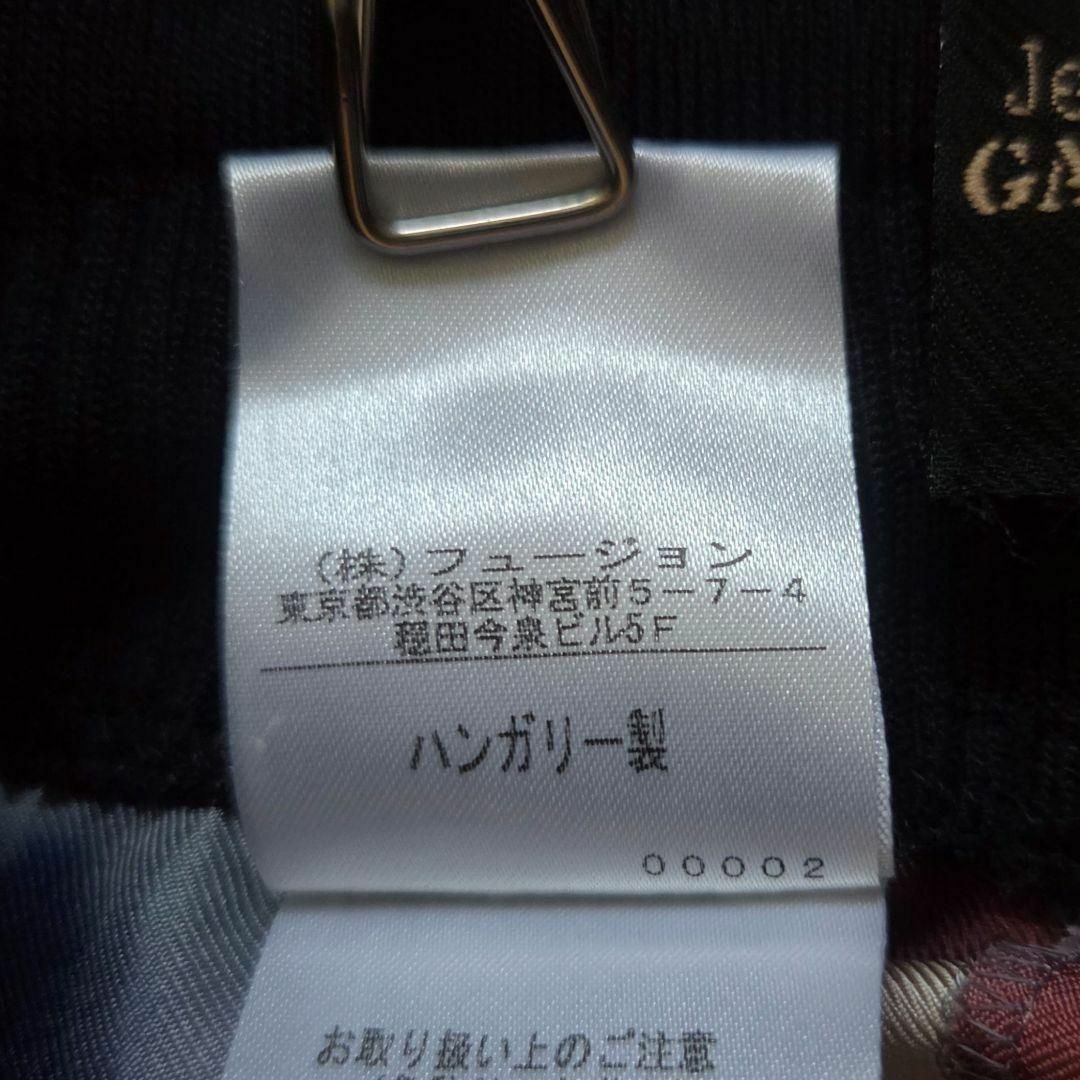 Je
GA
(株)フュージョン
東京都渋谷区神宮前5-7-4
穏田今泉ビル5F
ハンガリー製
00002
お取り扱い上のご注意